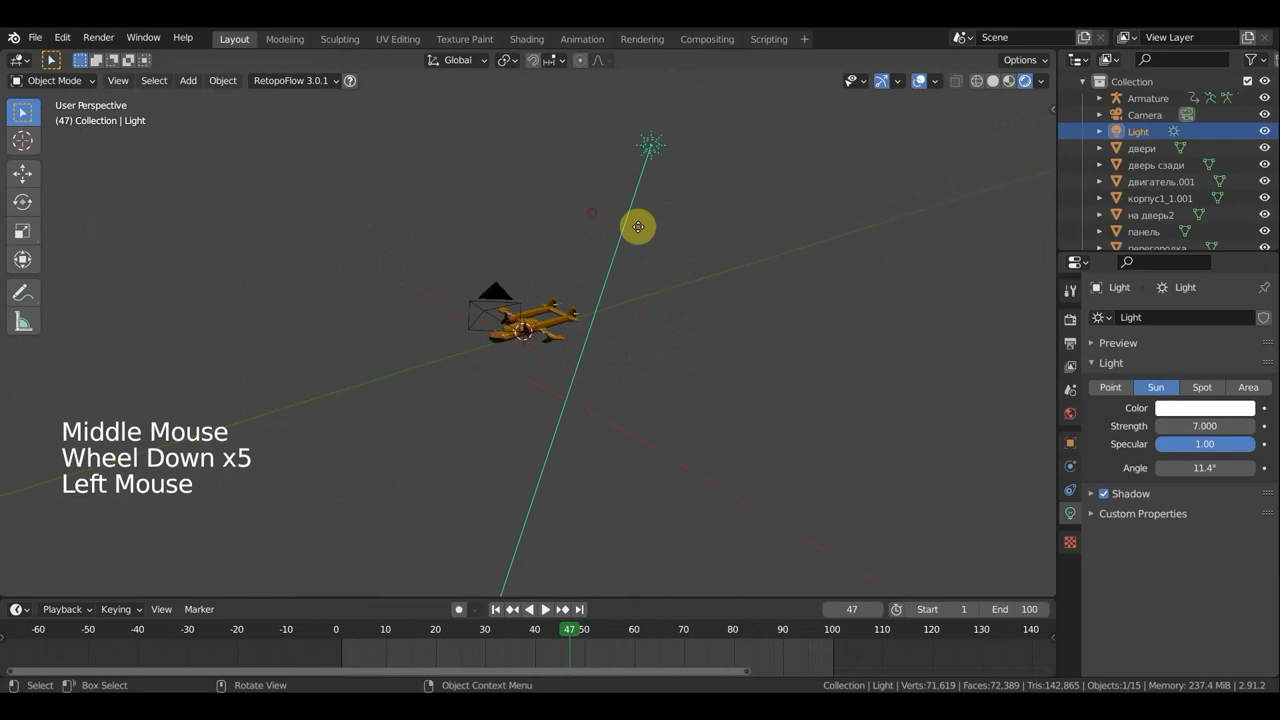 File Edit Render Window Help
Layout Modeling Sculpting UV Editing Texture Paint Shading Animation Rendering Compositing Scripting +
Scene
View Layer
Global
Options
Object Mode View Select Add Object RetopoFlow 3.0.1
User Perspective
(47) Collection | Light
Middle Mouse
Wheel Down x5
Left Mouse
Collection
Armature
Camera
Light
двери
дверь сзади
двигатель.001
корпус1_1.001
на дверь2
панель
перегородка
Light Light
Light
Preview
Light
Point Sun Spot Area
Color
Strength 7.000
Specular 1.00
Angle 11.4°
Shadow
Custom Properties
Playback Keying View Marker
47 Start 1 End 100
-60 -50 -40 -30 -20 -10 0 10 20 30 47 50 60 70 80 90 100 110 120 130 140
Select Box Select Rotate View Object Context Menu
Collection | Light | Verts:71,619 | Faces:72,389 | Tris:142,865 | Objects:1/15 | Memory: 237.4 MiB | 2.91.2